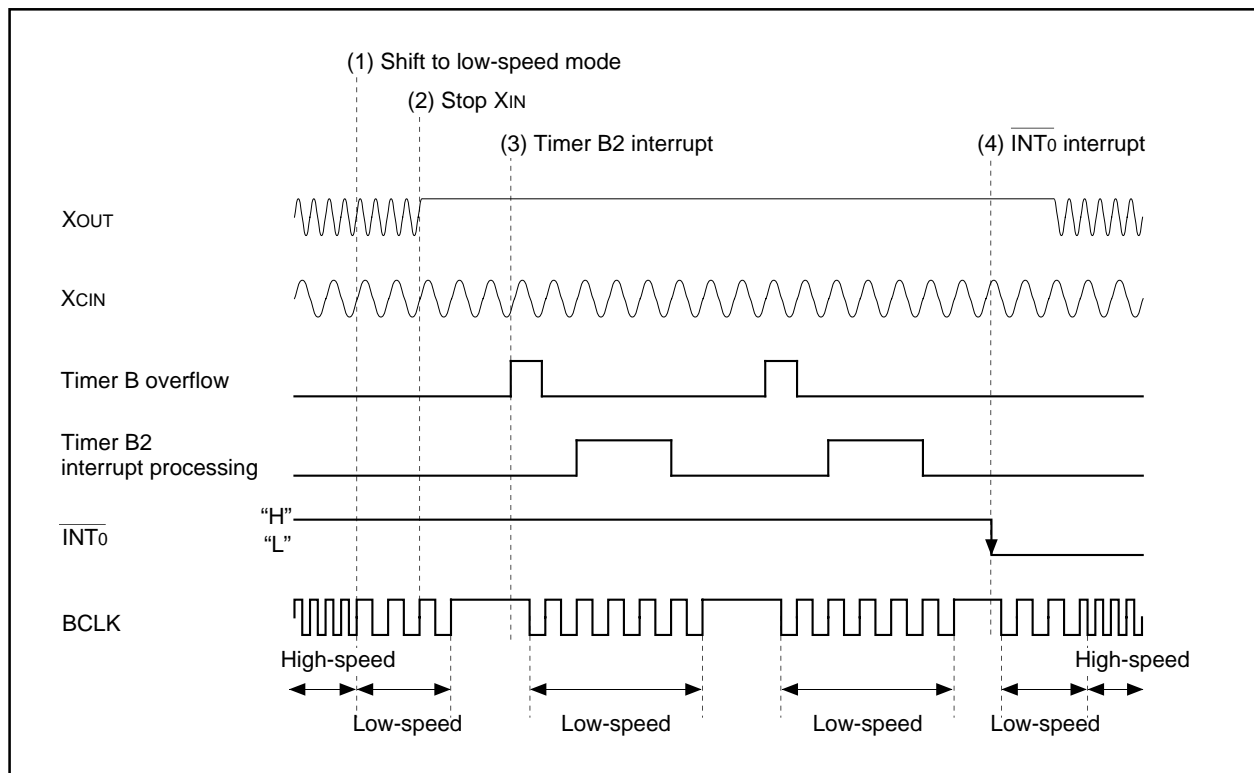 (1) Shift to low-speed mode
(2) Stop XIN
(3) Timer B2 interrupt
(4) INT0 interrupt
XOUT
XCIN
Timer B overflow
Timer B2
interrupt processing
“H”
INT0
“L”
BCLK
High-speed
High-speed
Low-speed
Low-speed
Low-speed
Low-speed